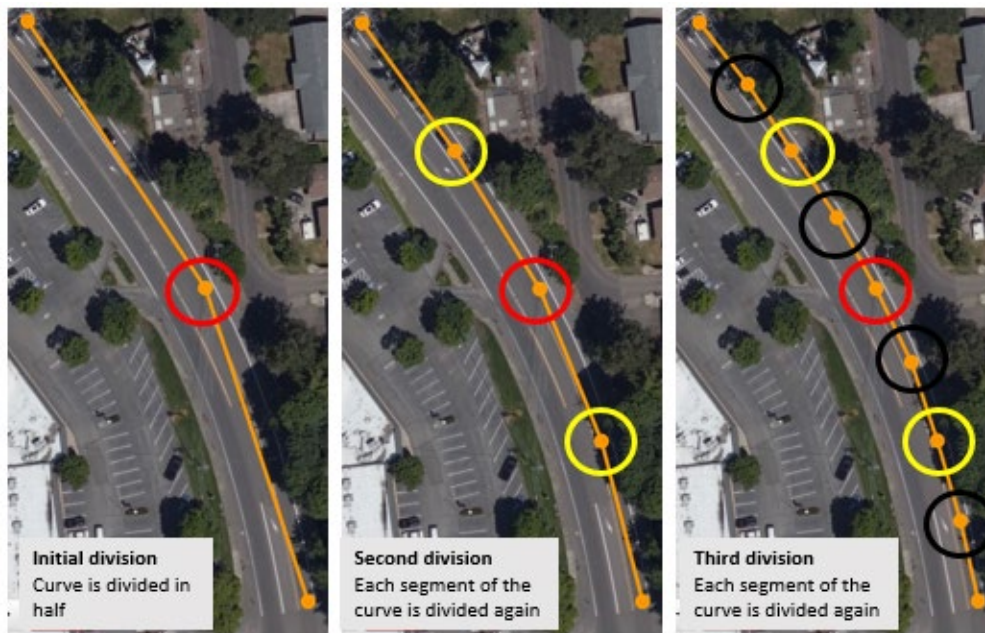 Initial division
Curve is divided in
half
Second division
Each segment of the
curve is divided again
Third division
Each segment of the
curve is divided again